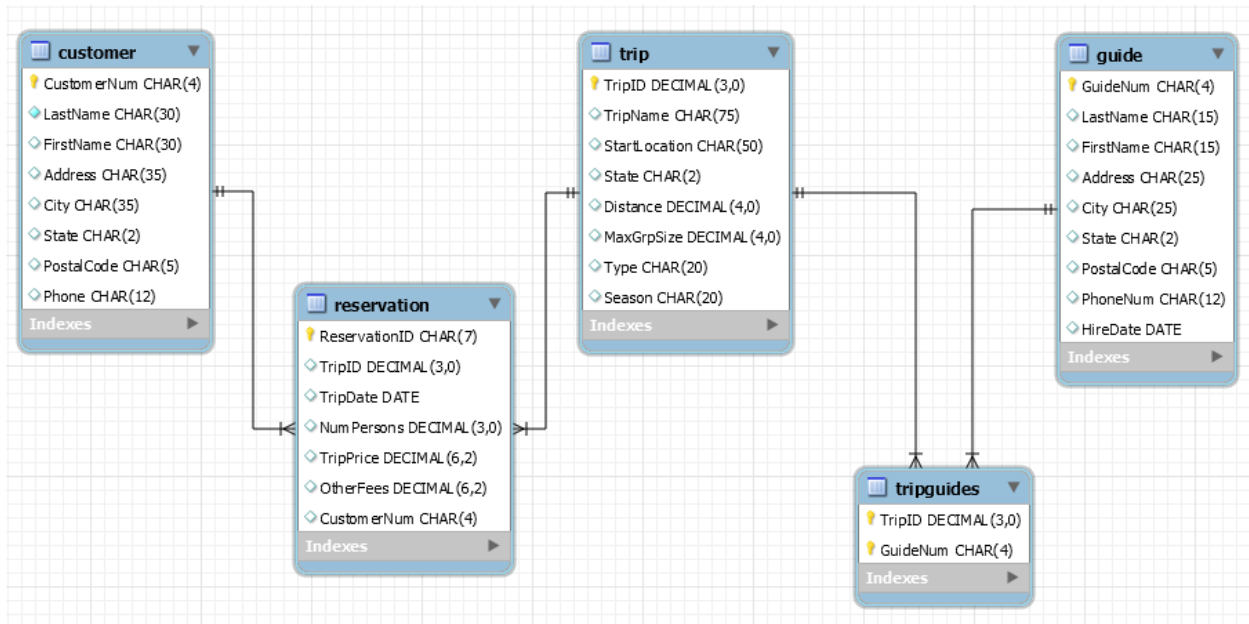 customer
CustomerNum CHAR(4)
LastName CHAR(30)
FirstName CHAR(30)
Address CHAR(35)
City CHAR(35)
State CHAR(2)
PostalCode CHAR(5)
Phone CHAR(12)
Indexes
reservation
ReservationID CHAR(7)
TripID DECIMAL(3,0)
TripDate DATE
NumPersons DECIMAL(3,0)
TripPrice DECIMAL(6,2)
OtherFees DECIMAL(6,2)
CustomerNum CHAR(4)
Indexes
trip
TripID DECIMAL(3,0)
TripName CHAR(75)
StartLocation CHAR(50)
State CHAR(2)
Distance DECIMAL(4,0)
MaxGrpSize DECIMAL(4,0)
Type CHAR(20)
Season CHAR(20)
Indexes
guide
GuideNum CHAR(4)
LastName CHAR(15)
FirstName CHAR(15)
Address CHAR(25)
City CHAR(25)
State CHAR(2)
PostalCode CHAR(5)
PhoneNum CHAR(12)
HireDate DATE
Indexes
tripguides
TripID DECIMAL(3,0)
GuideNum CHAR(4)
Indexes